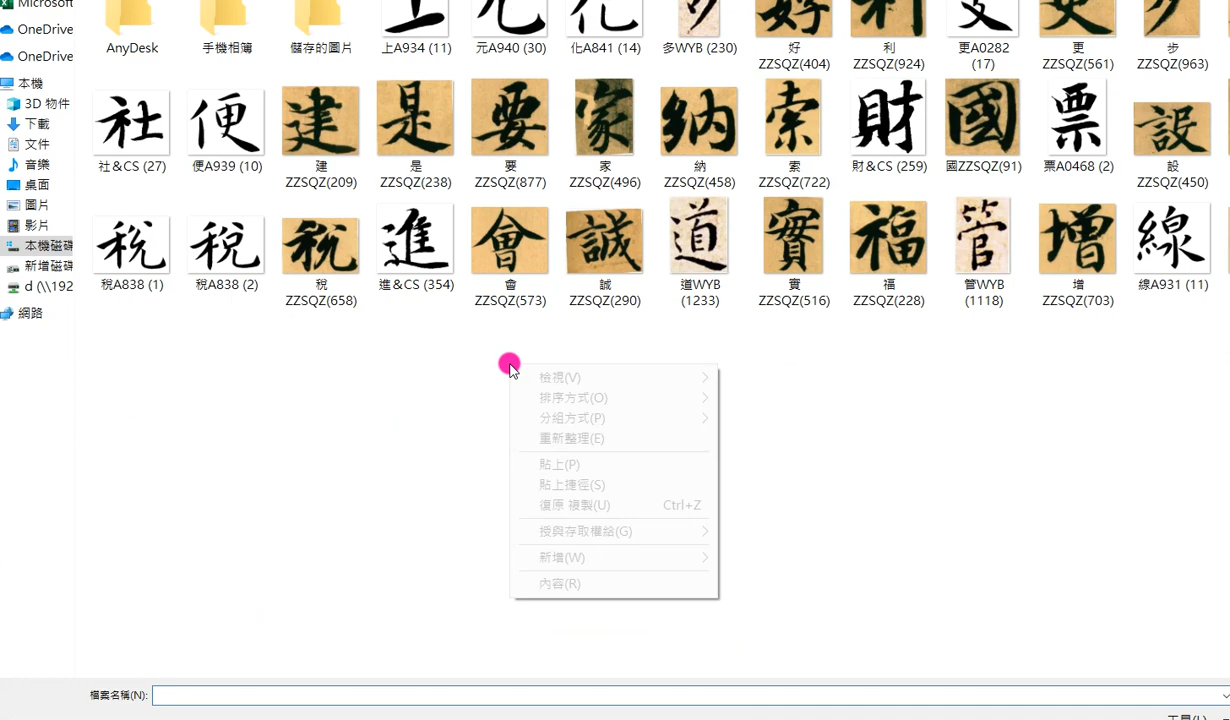 Microsoft
OneDrive
OneDrive
本機
3D 物件
下載
文件
音樂
桌面
圖片
影片
本機磁碟
新增磁碟
d (\\192
網路
AnyDesk
手機相簿
儲存的圖片
上A934 (11)
元A940 (30)
化A841 (14)
多WYB (230)
好
ZZSQZ(404)
利
ZZSQZ(924)
更A0282
(17)
更
ZZSQZ(561)
步
ZZSQZ(963)
社 便 建 是 要 家 納 索 財 國 票 設
社&CS (27)
便A939 (10)
建
ZZSQZ(209)
是
ZZSQZ(238)
要
ZZSQZ(877)
家
ZZSQZ(496)
納
ZZSQZ(458)
索
ZZSQZ(722)
財&CS (259)
國ZZSQZ(91)
票A0468 (2)
設
ZZSQZ(450)
稅 稅 稅 進 會 誠 道 實 福 管 增 線
稅A838 (1)
稅A838 (2)
稅
ZZSQZ(658)
進&CS (354)
會
ZZSQZ(573)
誠
ZZSQZ(290)
道WYB
(1233)
實
ZZSQZ(516)
福
ZZSQZ(228)
管WYB
(1118)
增
ZZSQZ(703)
線A931 (11)
檢視(V)
排序方式(O)
分組方式(P)
重新整理(E)
貼上(P)
貼上捷徑(S)
復原 複製(U) Ctrl+Z
授與存取權給(G)
新增(W)
內容(R)
檔案名稱(N):